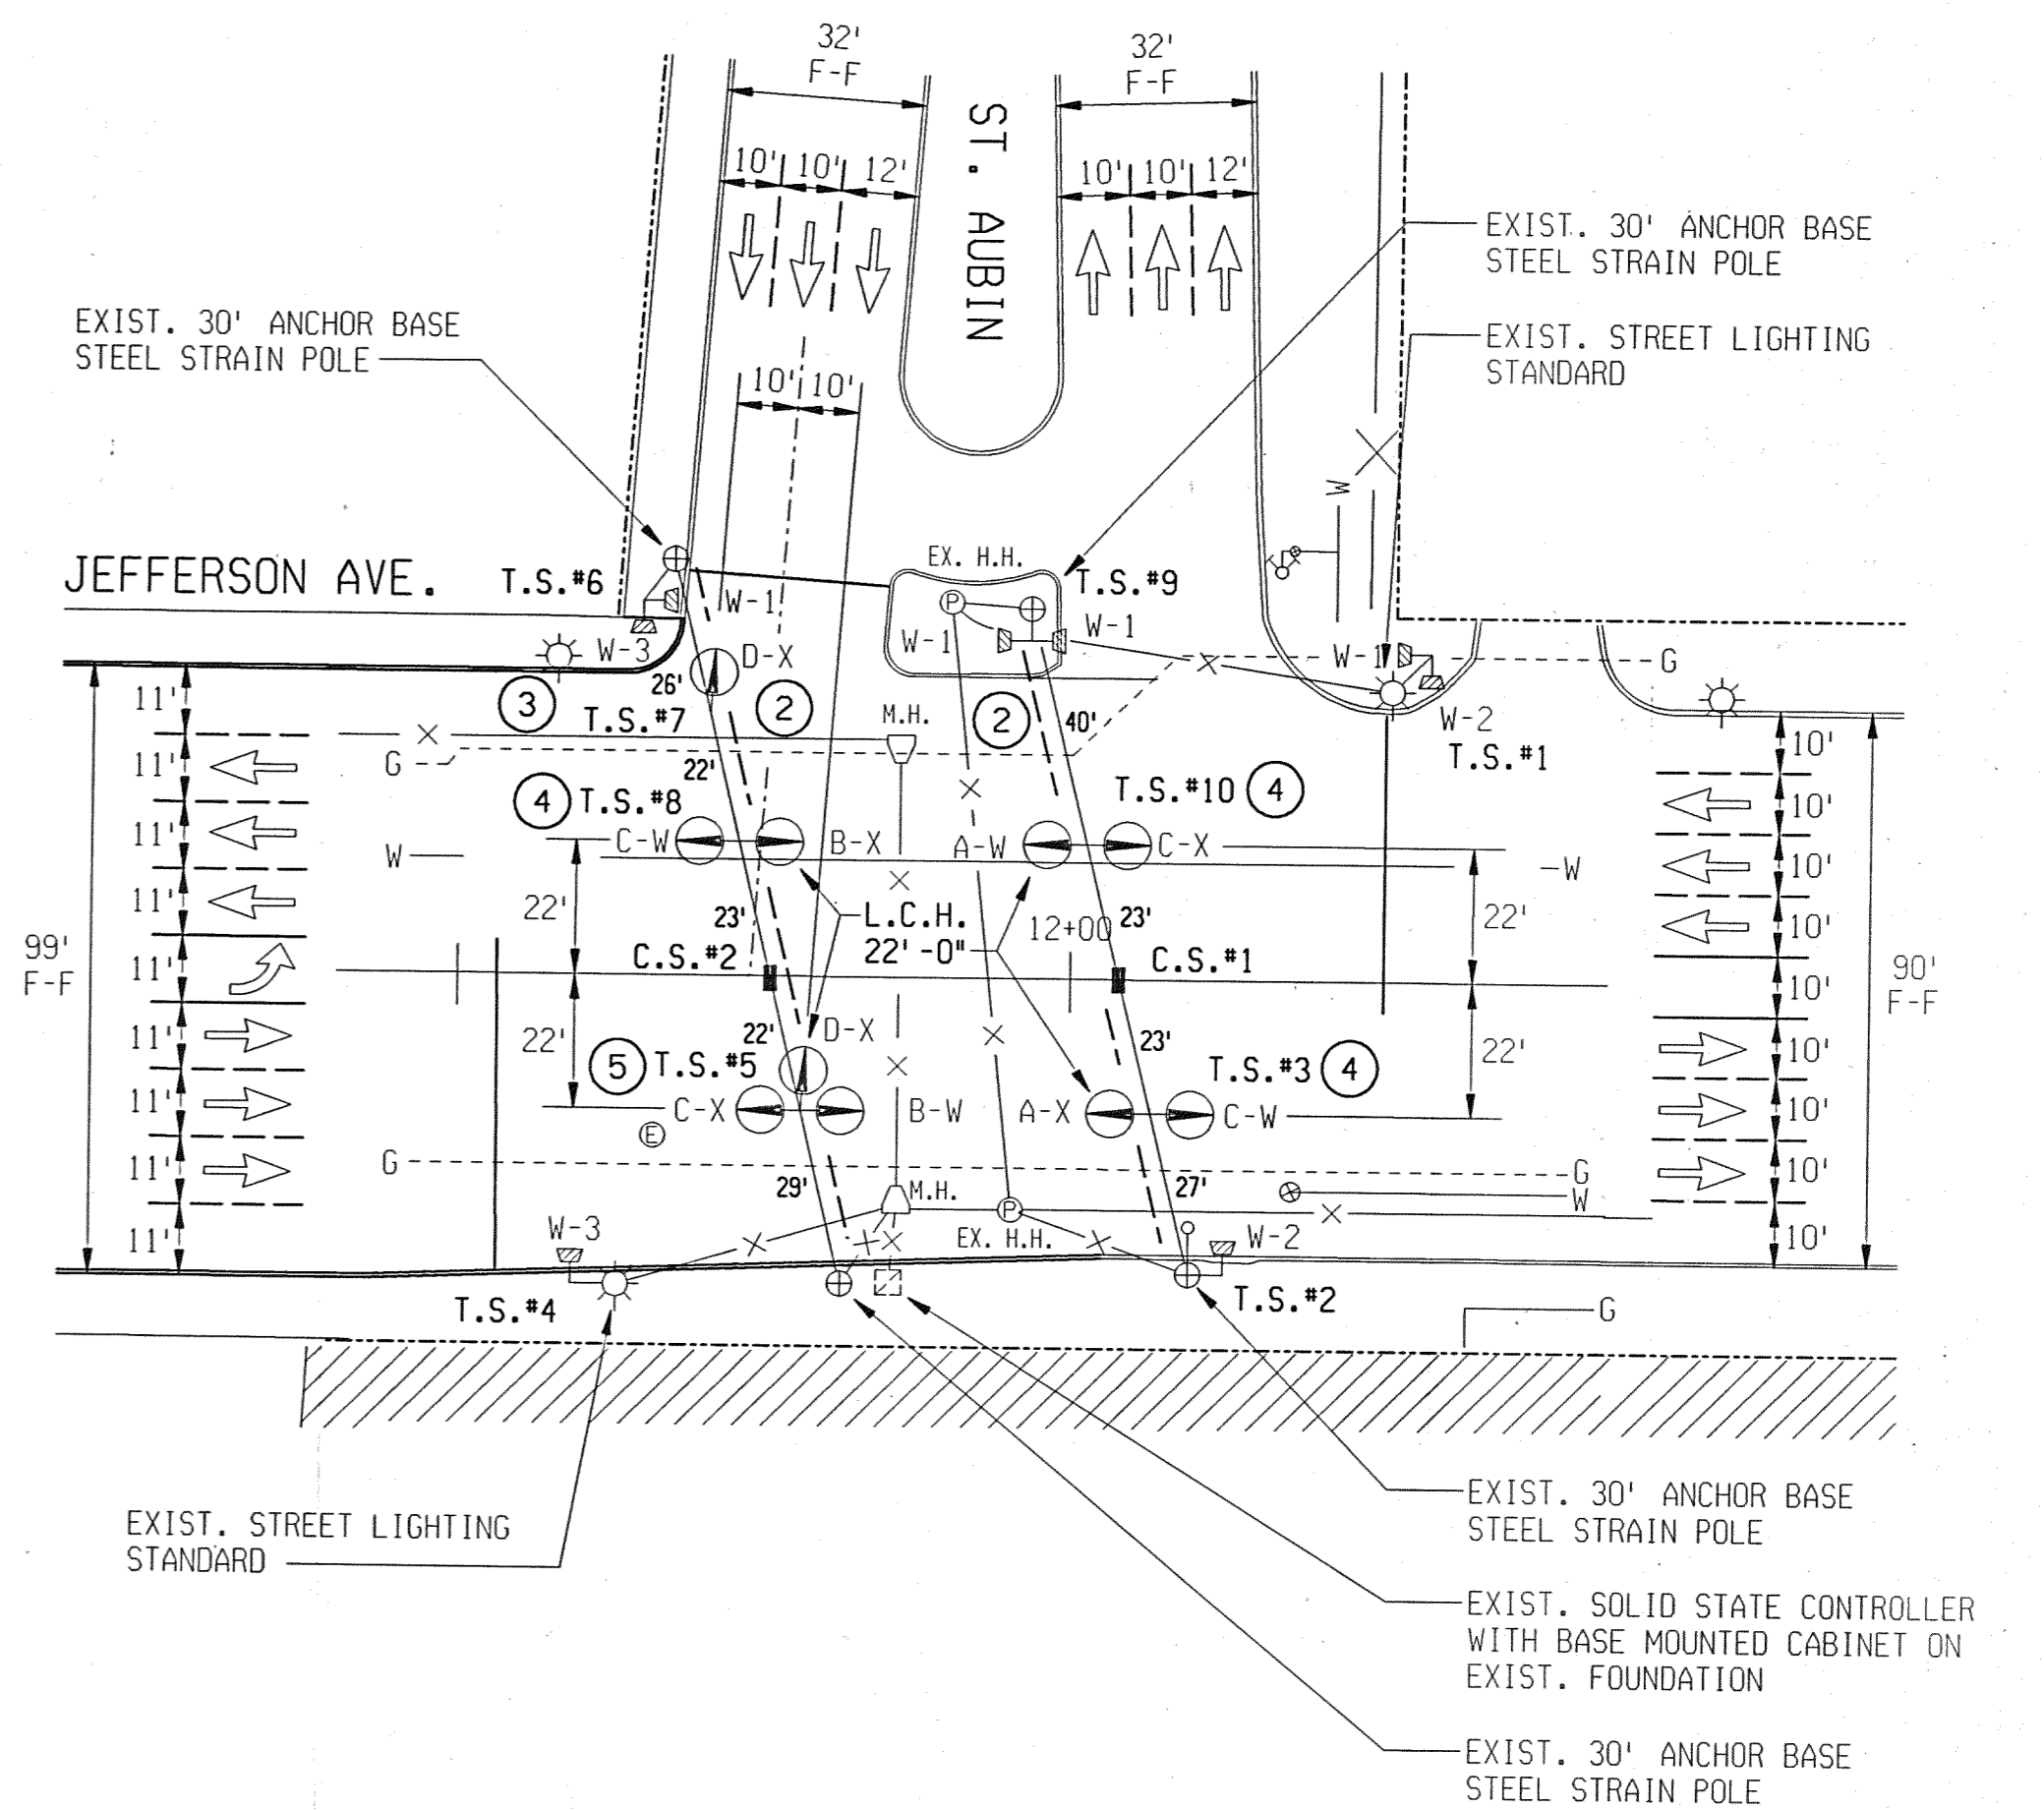 32'
F-F
32'
F-F
ST. AUBIN
10' 10' 12'
10' 10' 12'
EXIST. 30' ANCHOR BASE
STEEL STRAIN POLE
EXIST. 30' ANCHOR BASE
STEEL STRAIN POLE
EXIST. STREET LIGHTING
STANDARD
10' 10'
W
JEFFERSON AVE.
T.S.#6
EX. H.H.
T.S.#9
P
W-1
W-1
W-1
W-1
W-3
D-X
G
26'
3
2
2
40'
W-2
T.S.#7
M.H.
T.S.#1
G
22'
4
T.S.#8
T.S.#10
4
C-W
B-X
A-W
C-X
W
W
22'
23'
L.C.H.
22'-0"
12+00
23'
22'
C.S.#2
C.S.#1
99'
F-F
90'
F-F
11'
11'
11'
11'
11'
11'
11'
11'
11'
10'
10'
10'
10'
10'
10'
10'
10'
10'
22'
22'
D-X
23'
22'
5
T.S.#5
T.S.#3
4
C-X
B-W
A-X
C-W
E
G
G
29'
27'
W
M.H.
P
EX. H.H.
W-3
W-2
T.S.#4
T.S.#2
G
EXIST. STREET LIGHTING
STANDARD
EXIST. 30' ANCHOR BASE
STEEL STRAIN POLE
EXIST. SOLID STATE CONTROLLER
WITH BASE MOUNTED CABINET ON
EXIST. FOUNDATION
EXIST. 30' ANCHOR BASE
STEEL STRAIN POLE